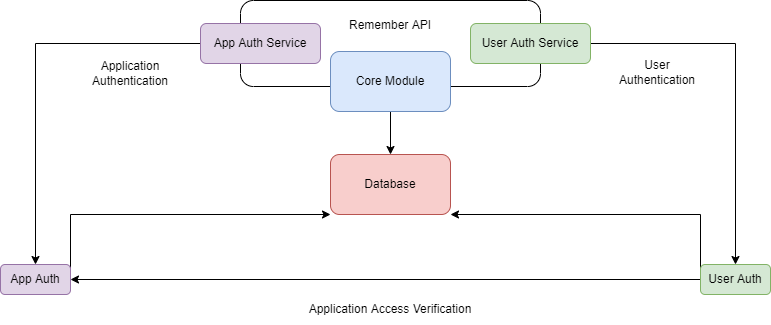 Remember API
App Auth Service
User Auth Service
Application
Authentication
User
Authentication
Core Module
Database
App Auth
User Auth
Application Access Verification